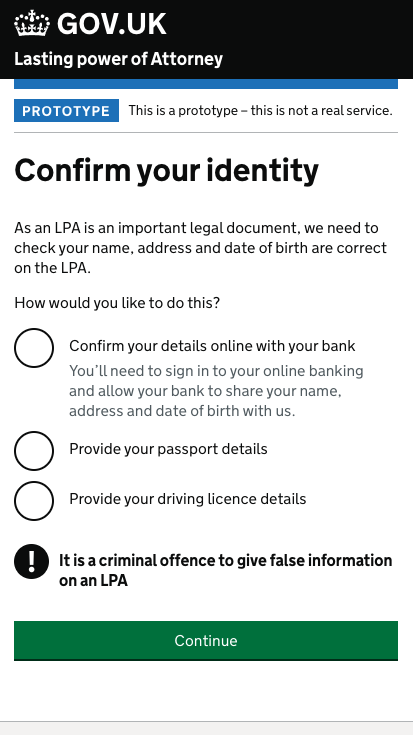 GOV.UK
Lasting power of Attorney
PROTOTYPE This is a prototype – this is not a real service.
Confirm your identity
As an LPA is an important legal document, we need to
check your name, address and date of birth are correct
on the LPA.
How would you like to do this?
Confirm your details online with your bank
You’ll need to sign in to your online banking
and allow your bank to share your name,
address and date of birth with us.
Provide your passport details
Provide your driving licence details
! It is a criminal offence to give false information
on an LPA
Continue